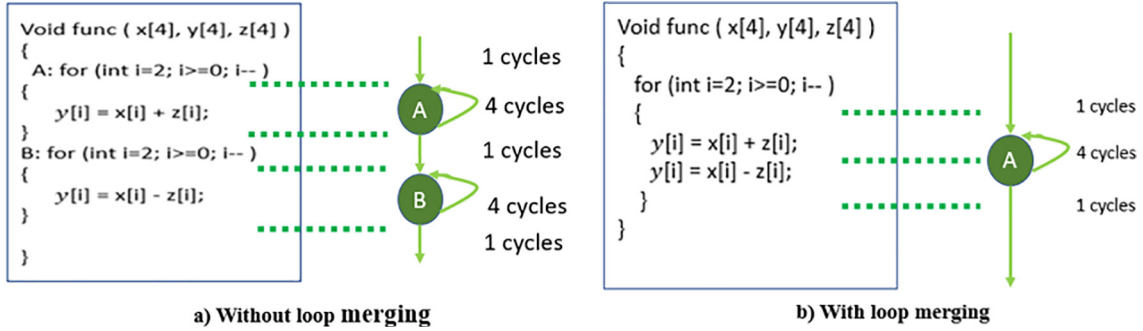 Void func ( x[4], y[4], z[4] )
{
A: for (int i=2; i>=0; i-- )
{
y[i] = x[i] + z[i];
}
B: for (int i=2; i>=0; i-- )
{
y[i] = x[i] - z[i];
}
}
1 cycles
A
4 cycles
1 cycles
B
4 cycles
1 cycles
a) Without loop merging
Void func ( x[4], y[4], z[4] )
{
for (int i=2; i>=0; i-- )
{
y[i] = x[i] + z[i];
y[i] = x[i] - z[i];
}
}
1 cycles
A
4 cycles
1 cycles
b) With loop merging